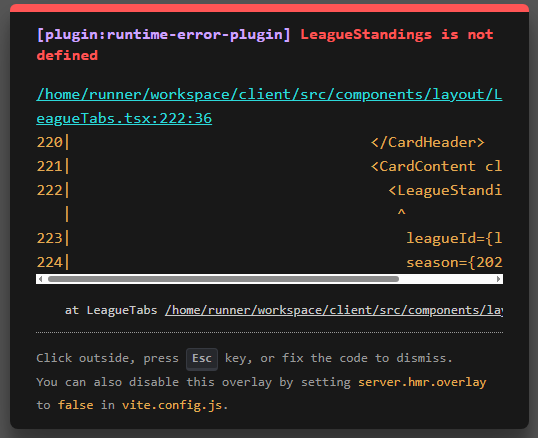 [plugin:runtime-error-plugin] LeagueStandings is not
defined
/home/runner/workspace/client/src/components/layout/L
eagueTabs.tsx:222:36
220| </CardHeader>
221| <CardContent cl
222| <LeagueStandi
| ^
223| leagueId={l
224| season={202
at LeagueTabs /home/runner/workspace/client/src/components/lay
Click outside, press Esc key, or fix the code to dismiss.
You can also disable this overlay by setting server.hmr.overlay
to false in vite.config.js.